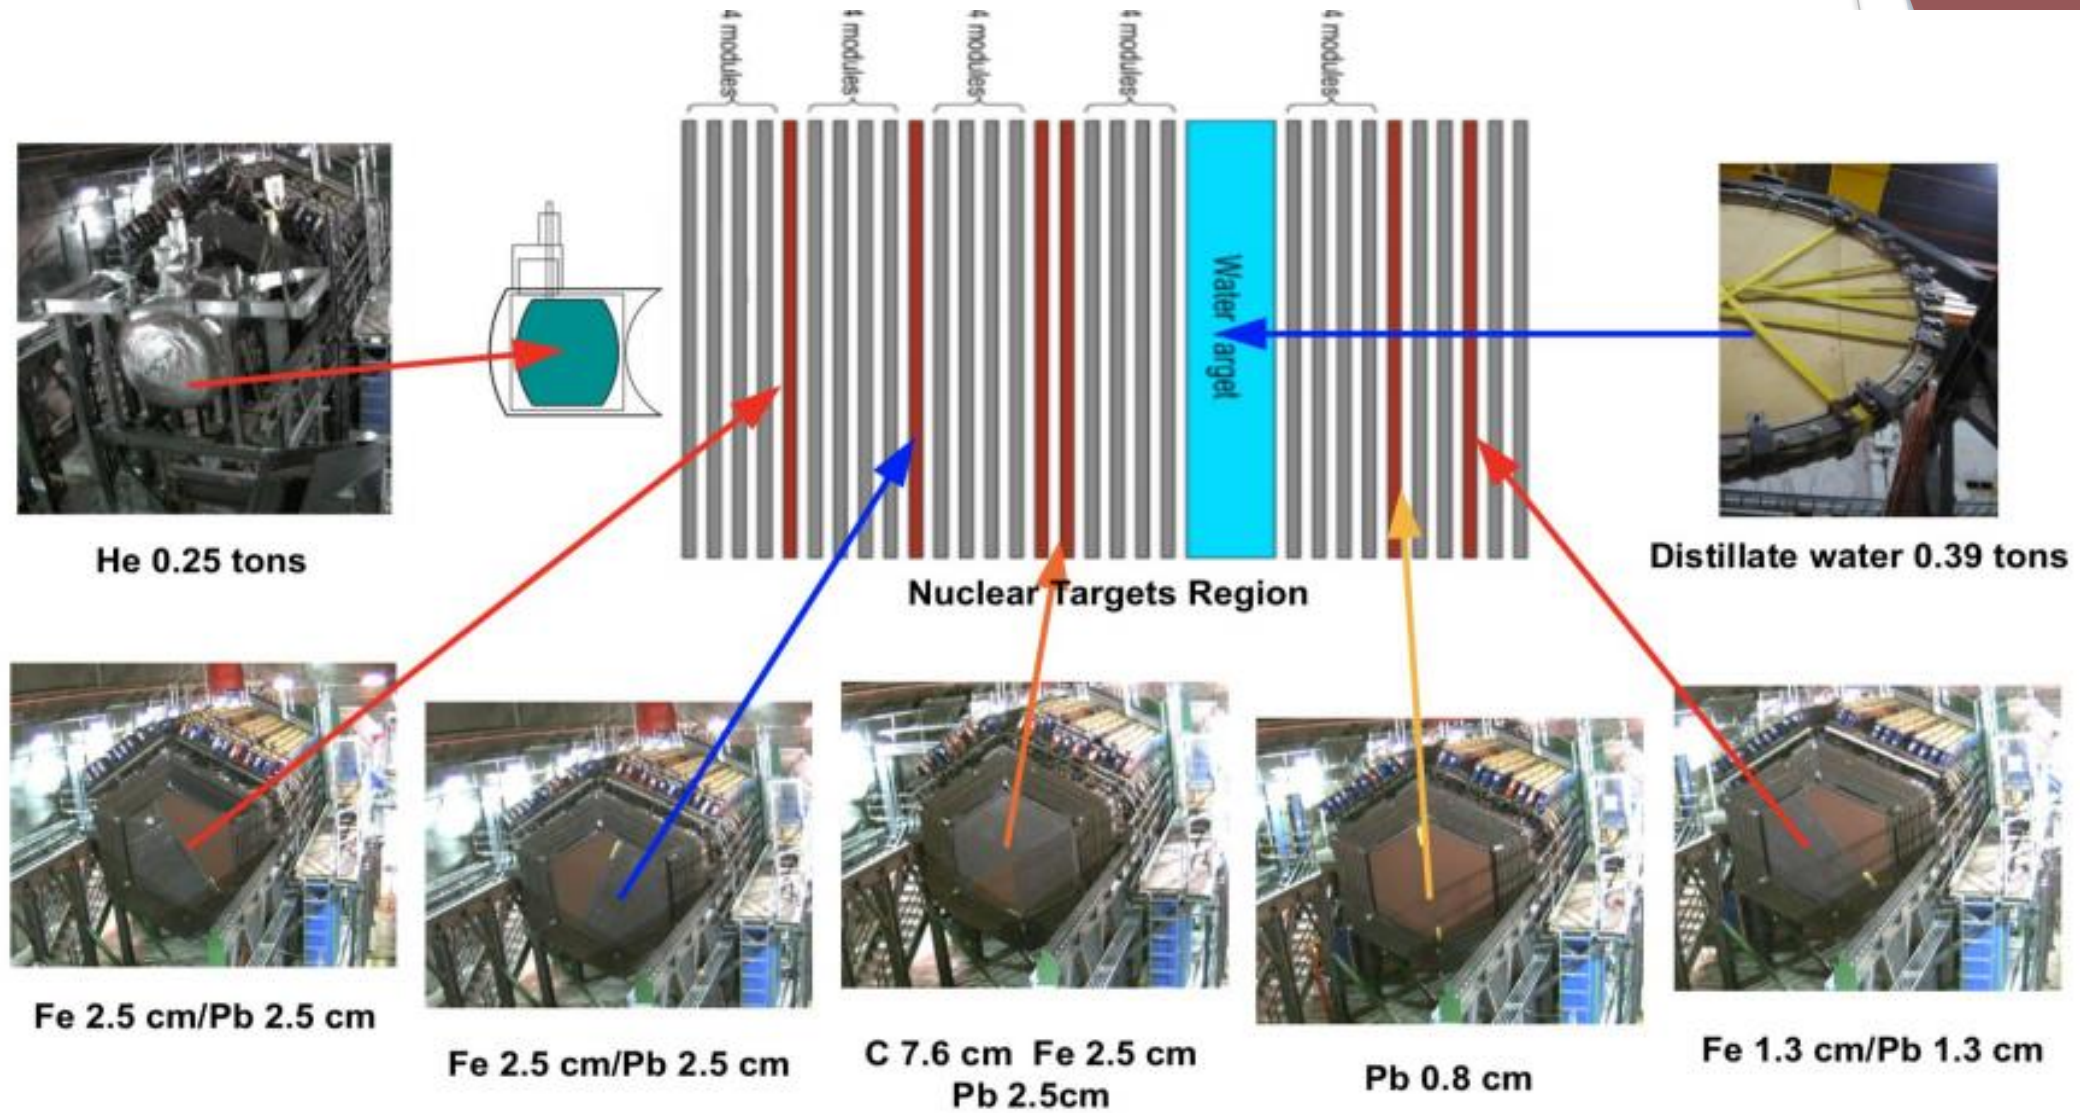 4 modules
4 modules
4 modules
4 modules
4 modules
Water arget
He 0.25 tons
Distillate water 0.39 tons
Nuclear Targets Region
Fe 2.5 cm/Pb 2.5 cm
Fe 2.5 cm/Pb 2.5 cm
C 7.6 cm Fe 2.5 cm
Pb 2.5cm
Pb 0.8 cm
Fe 1.3 cm/Pb 1.3 cm